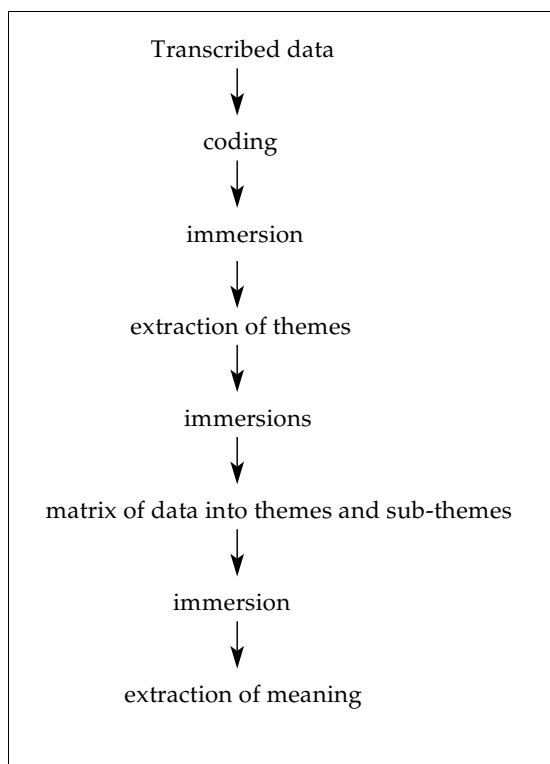 Transcribed data
coding
immersion
extraction of themes
immersions
matrix of data into themes and sub-themes
immersion
extraction of meaning